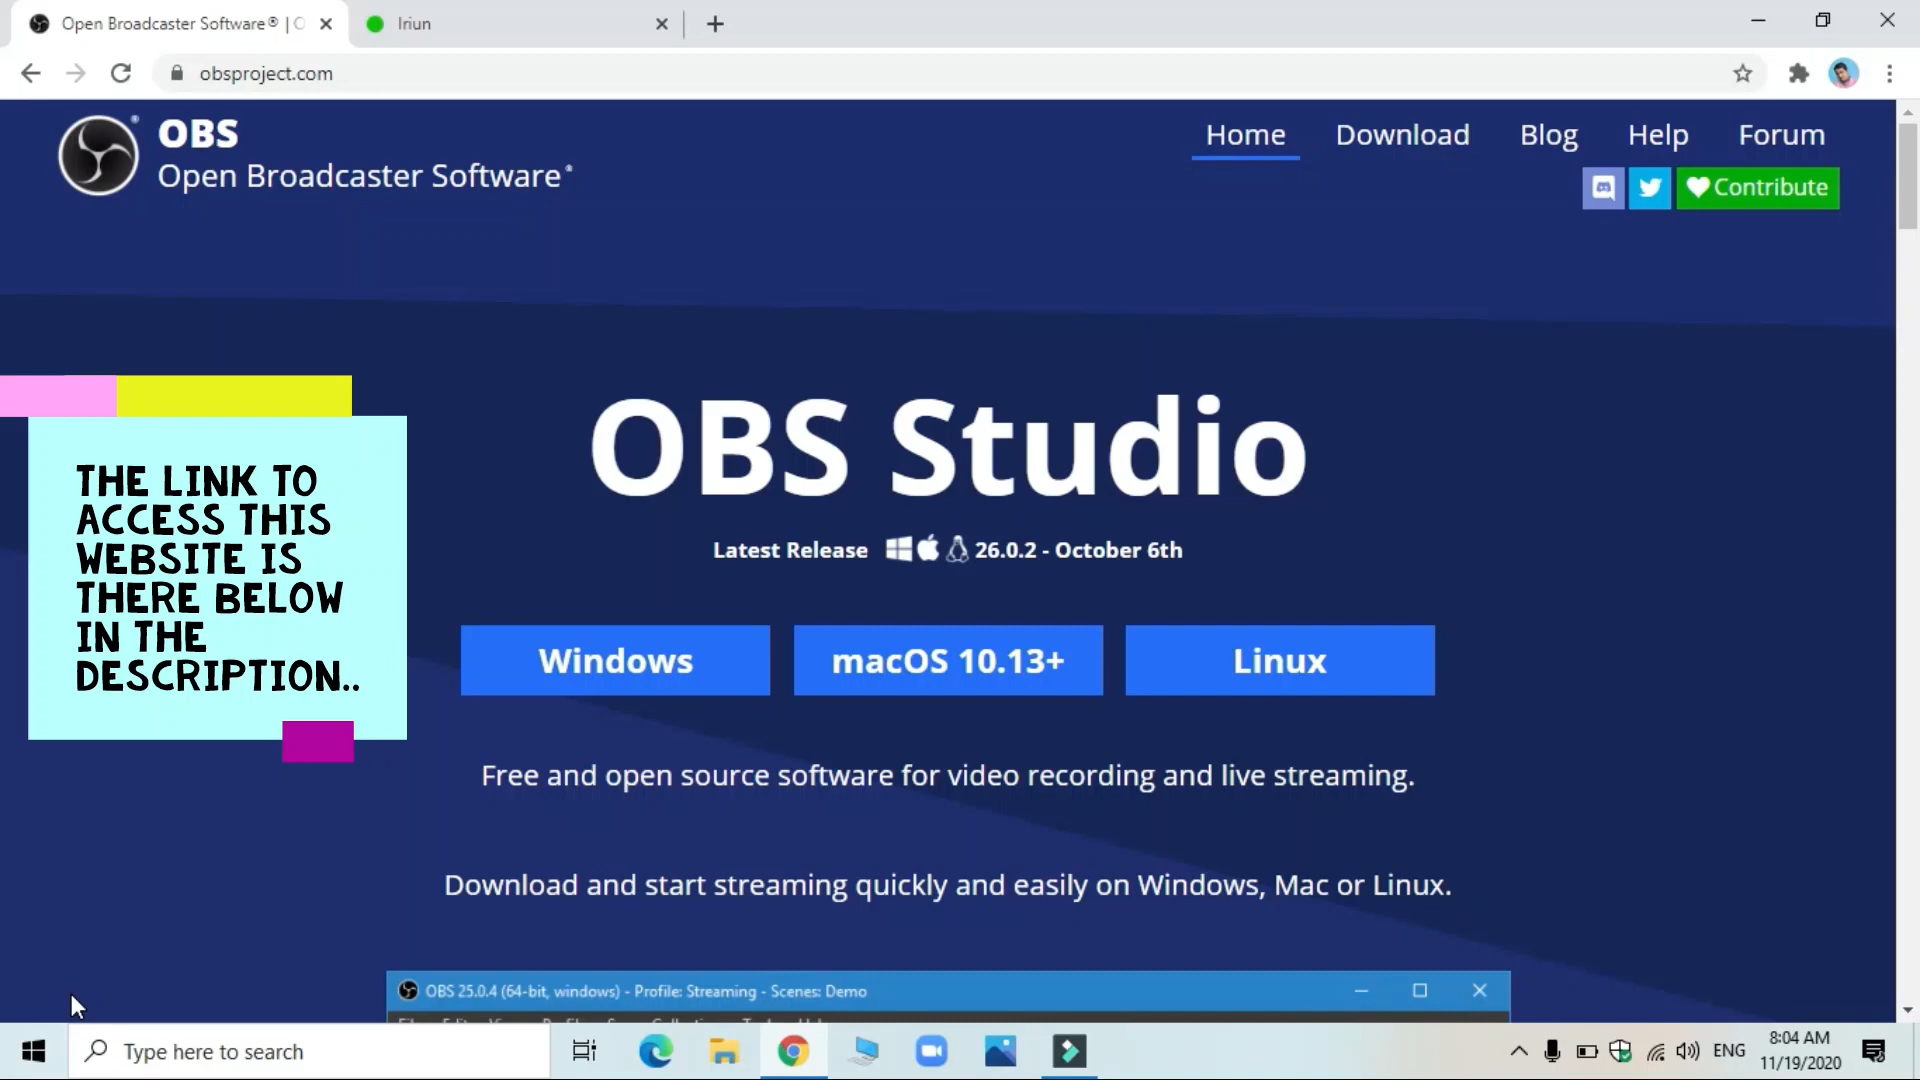 Open Broadcaster Software® | O
Iriun
obsproject.com
OBS
Open Broadcaster Software®
Home
Download
Blog
Help
Forum
Contribute
OBS Studio
Latest Release 26.0.2 - October 6th
Windows
macOS 10.13+
Linux
THE LINK TO
ACCESS THIS
WEBSITE IS
THERE BELOW
IN THE
DESCRIPTION..
Free and open source software for video recording and live streaming.
Download and start streaming quickly and easily on Windows, Mac or Linux.
OBS 25.0.4 (64-bit, windows) - Profile: Streaming - Scenes: Demo
Type here to search
ENG
8:04 AM
11/19/2020